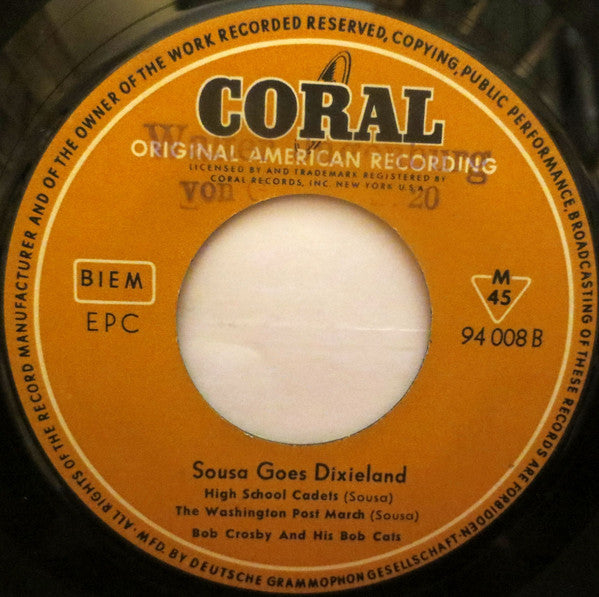 ALL RIGHTS OF THE RECORD MANUFACTURER AND OF THE OWNER OF THE WORK RECORDED RESERVED, COPYING, PUBLIC PERFORMANCE, BROADCASTING OF THESE RECORDS ARE FORBIDDEN
CORAL
ORIGINAL AMERICAN RECORDING
LICENSED BY AND TRADEMARK REGISTERED BY
CORAL RECORDS, INC. NEW YORK U.S.A.
von 20
BIEM
EPC
M
45
94 008 B
Sousa Goes Dixieland
High School Cadets (Sousa)
The Washington Post March (Sousa)
Bob Crosby And His Bob Cats
MFD. BY DEUTSCHE GRAMMOPHON GESELLSCHAFT